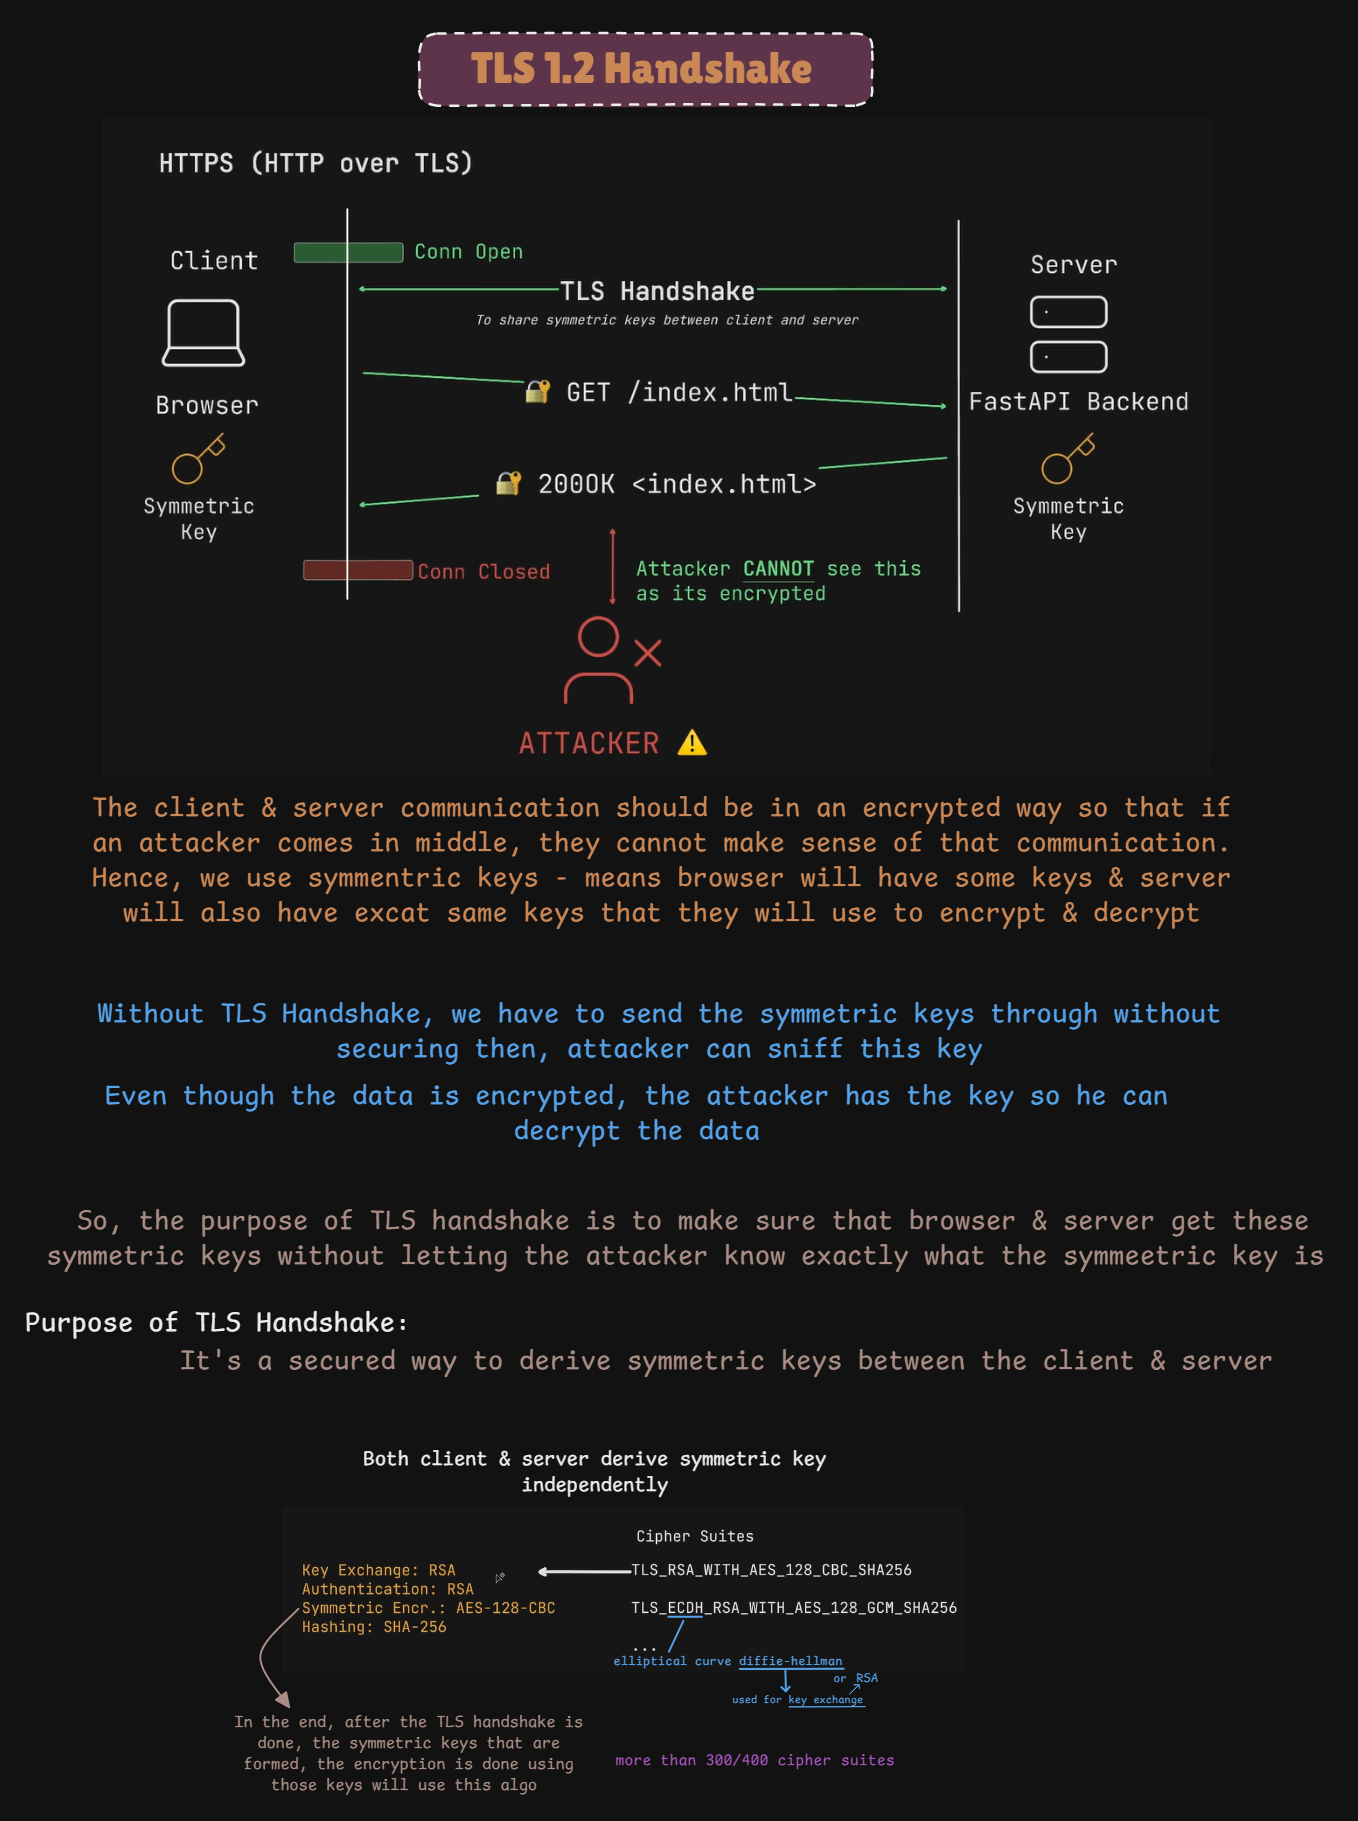 TLS 1.2 Handshake
HTTPS (HTTP over TLS)
Client
Conn Open
Server
TLS Handshake
To share symmetric keys between client and server
GET /index.html
Browser
FastAPI Backend
200OK <index.html>
Symmetric
Key
Symmetric
Key
Conn Closed
Attacker CANNOT see this
as its encrypted
ATTACKER
The client & server communication should be in an encrypted way so that if
an attacker comes in middle, they cannot make sense of that communication.
Hence, we use symmentric keys - means browser will have some keys & server
will also have excat same keys that they will use to encrypt & decrypt
Without TLS Handshake, we have to send the symmetric keys through without
securing then, attacker can sniff this key
Even though the data is encrypted, the attacker has the key so he can
decrypt the data
So, the purpose of TLS handshake is to make sure that browser & server get these
symmetric keys without letting the attacker know exactly what the symmeetric key is
Purpose of TLS Handshake:
It's a secured way to derive symmetric keys between the client & server
Both client & server derive symmetric key
independently
Cipher Suites
Key Exchange: RSA
Authentication: RSA
Symmetric Encr.: AES-128-CBC
Hashing: SHA-256
TLS_RSA_WITH_AES_128_CBC_SHA256
TLS_ECDH_RSA_WITH_AES_128_GCM_SHA256
...
elliptical curve diffie-hellman
or RSA
used for key exchange
In the end, after the TLS handshake is
done, the symmetric keys that are
formed, the encryption is done using
those keys will use this algo
more than 300/400 cipher suites